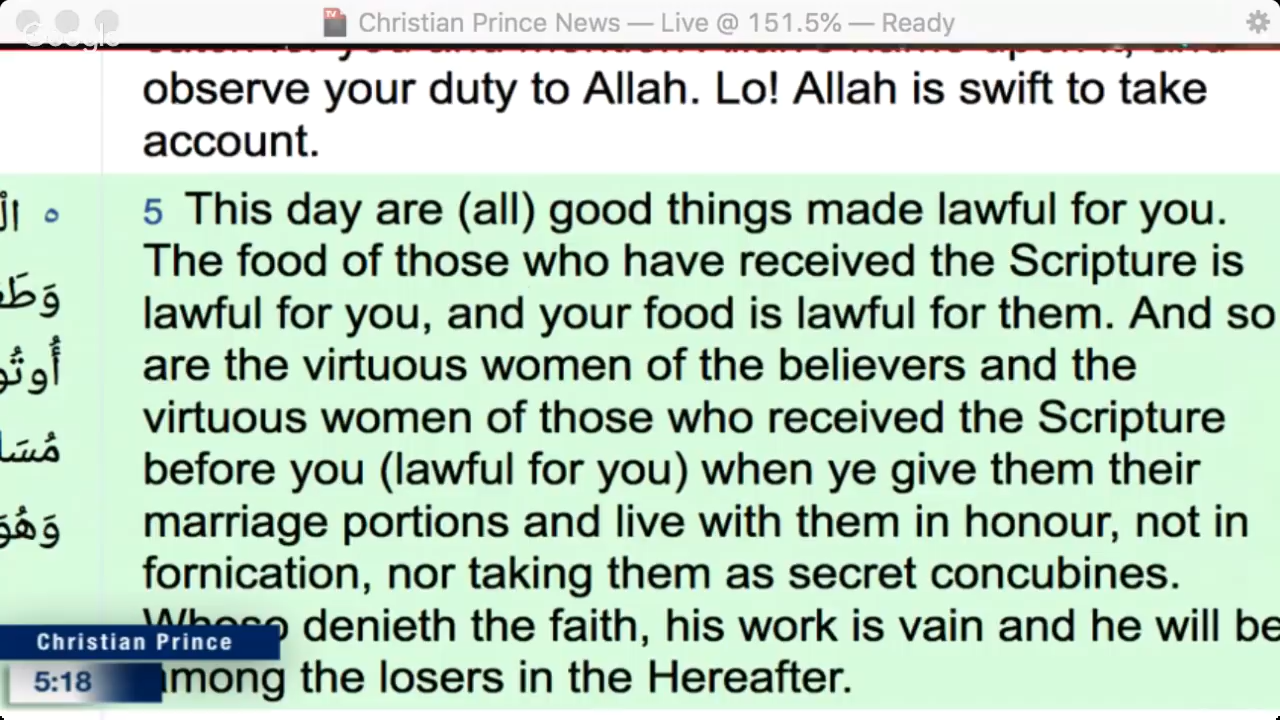 Christian Prince News — Live @ 151.5% — Ready
Google
observe your duty to Allah. Lo! Allah is swift to take
account.
5 This day are (all) good things made lawful for you.
The food of those who have received the Scripture is
lawful for you, and your food is lawful for them. And so
are the virtuous women of the believers and the
virtuous women of those who received the Scripture
before you (lawful for you) when ye give them their
marriage portions and live with them in honour, not in
fornication, nor taking them as secret concubines.
Whoso denieth the faith, his work is vain and he will be
among the losers in the Hereafter.
٥
أُوتُو
وَهُوَ
Christian Prince
5:18